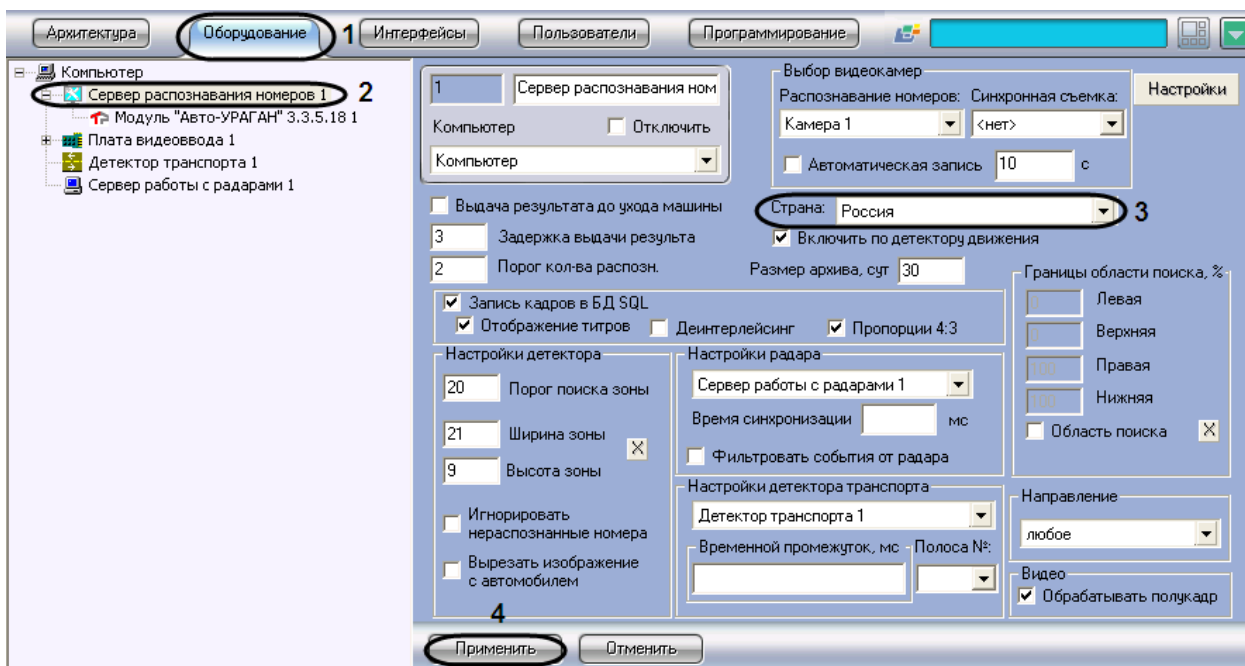 Архитектура
Оборудование
1
Интерфейсы
Пользователи
Программирование
Компьютер
Сервер распознавания номеров 1
2
Модуль "Авто-УРАГАН" 3.3.5.18 1
Плата видеоввода 1
Детектор транспорта 1
Сервер работы с радарами 1
1
Сервер распознавания ном
Компьютер
Отключить
Компьютер
Выбор видеокамер
Распознавание номеров:
Синхронная съемка:
Камера 1
<нет>
Автоматическая запись
10
с
Настройки
Выдача результата до ухода машины
Страна:
Россия
3
3
Задержка выдачи результа
Включить по детектору движения
2
Порог кол-ва распозн.
Размер архива, сут
30
Запись кадров в БД SQL
Отображение титров
Деинтерлейсинг
Пропорции 4:3
Границы области поиска, %
0
Левая
0
Верхняя
100
Правая
100
Нижняя
Область поиска
X
Настройки детектора
20
Порог поиска зоны
21
Ширина зоны
X
9
Высота зоны
Игнорировать
нераспознанные номера
Вырезать изображение
с автомобилем
Настройки радара
Сервер работы с радарами 1
Время синхронизации
мс
Фильтровать события от радара
Настройки детектора транспорта
Детектор транспорта 1
Временной промежуток, мс
Полоса №:
Направление
любое
Видео
Обрабатывать полукадр
4
Применить
Отменить